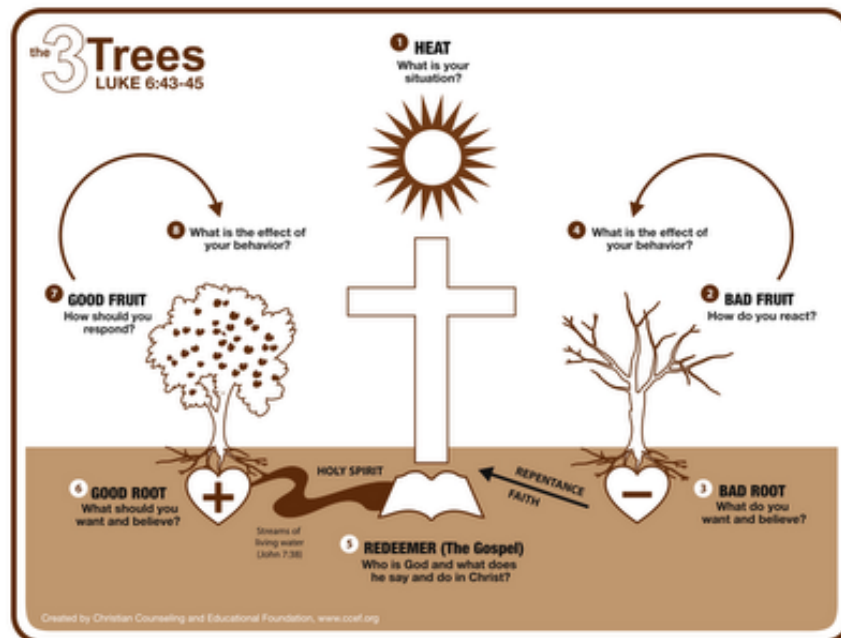 the 3 Trees
LUKE 6:43-45
1 HEAT
What is your
situation?
8 What is the effect of
your behavior?
4 What is the effect of
your behavior?
7 GOOD FRUIT
How should you
respond?
2 BAD FRUIT
How do you react?
HOLY SPIRIT
REPENTANCE
FAITH
6 GOOD ROOT
What should you
want and believe?
3 BAD ROOT
What do you
want and believe?
Streams of
living water
(John 7:38)
5 REDEEMER (The Gospel)
Who is God and what does
he say and do in Christ?
Created by Christian Counseling and Educational Foundation, www.ccef.org